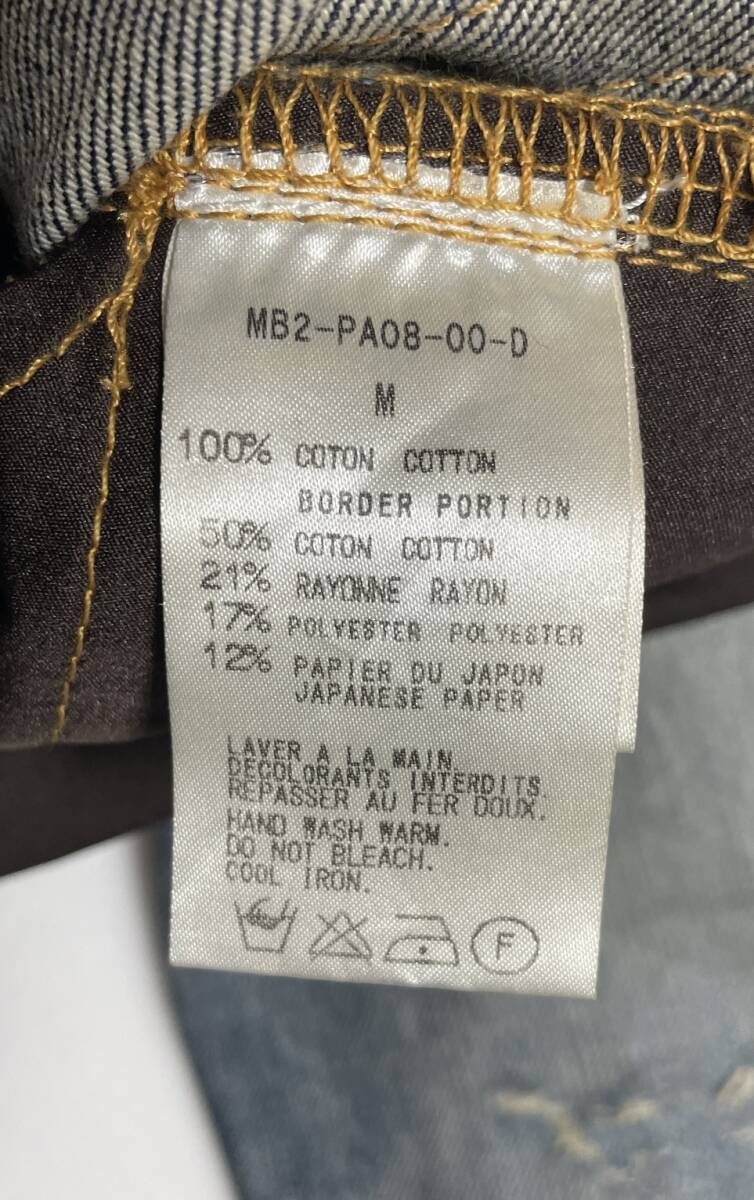 MB2-PA08-00-D
M
100% COTON COTTON
BORDER PORTION
50% COTON COTTON
21% RAYONNE RAYON
17% POLYESTER POLYESTER
12% PAPIER DU JAPON
JAPANESE PAPER
LAVER A LA MAIN.
DECOLORANTS INTERDITS.
REPASSER AU FER DOUX.
HAND WASH WARM.
DO NOT BLEACH.
COOL IRON.
F